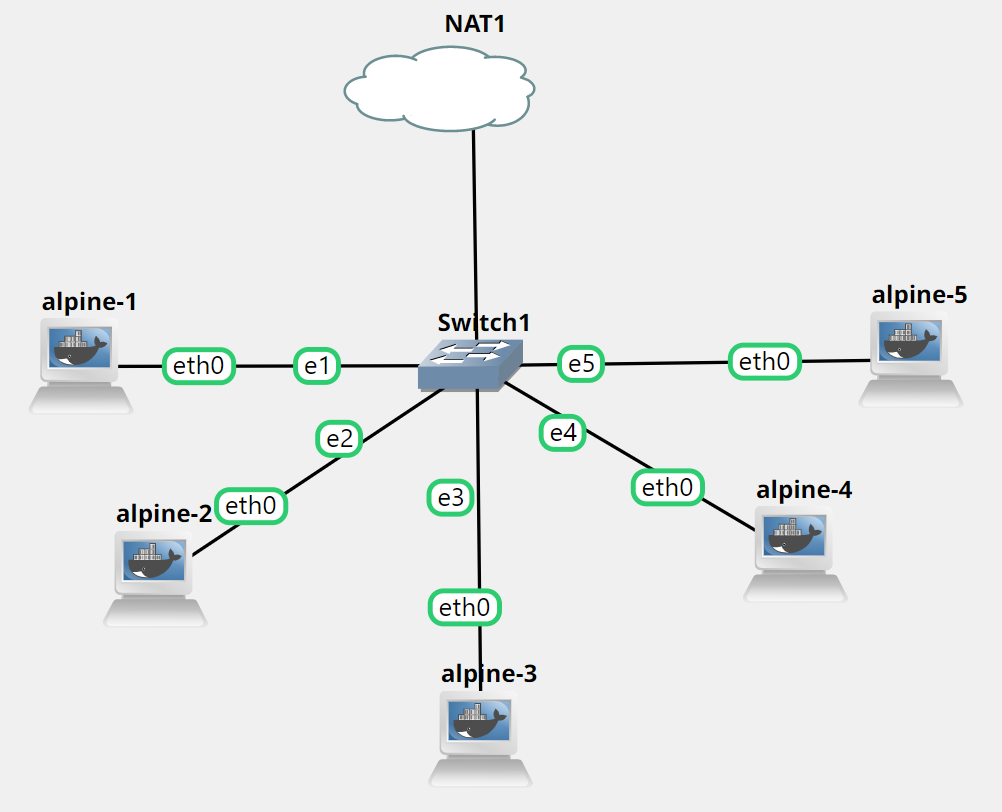 NAT1
alpine-1
alpine-5
Switch1
eth0
e1
e5
eth0
e2
e4
alpine-2
eth0
e3
eth0
alpine-4
eth0
alpine-3